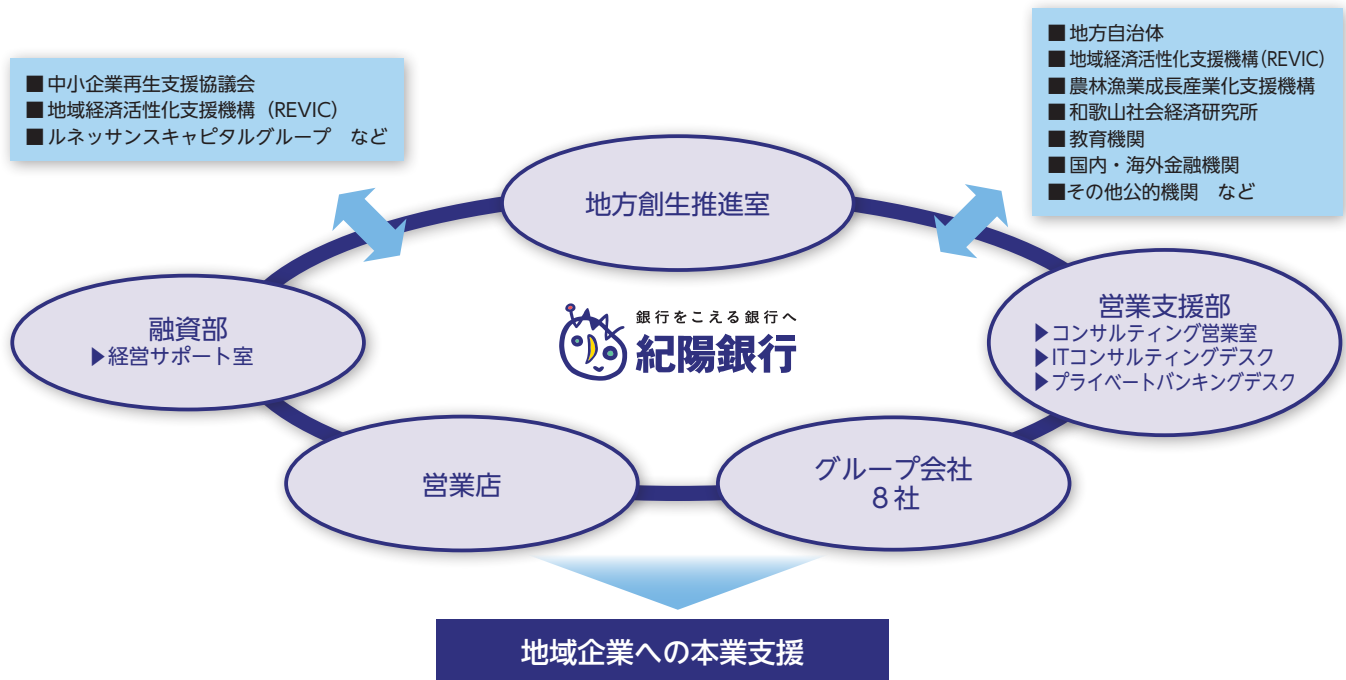 ■中小企業再生支援協議会
■地域経済活性化支援機構（REVIC）
■ルネッサンスキャピタルグループ　など
■地方自治体
■地域経済活性化支援機構（REVIC）
■農林漁業成長産業化支援機構
■和歌山社会経済研究所
■教育機関
■国内・海外金融機関
■その他公的機関　など
地方創生推進室
融資部
▶経営サポート室
銀行をこえる銀行へ
紀陽銀行
営業支援部
▶コンサルティング営業室
▶ITコンサルティングデスク
▶プライベートバンキングデスク
営業店
グループ会社
８社
地域企業への本業支援